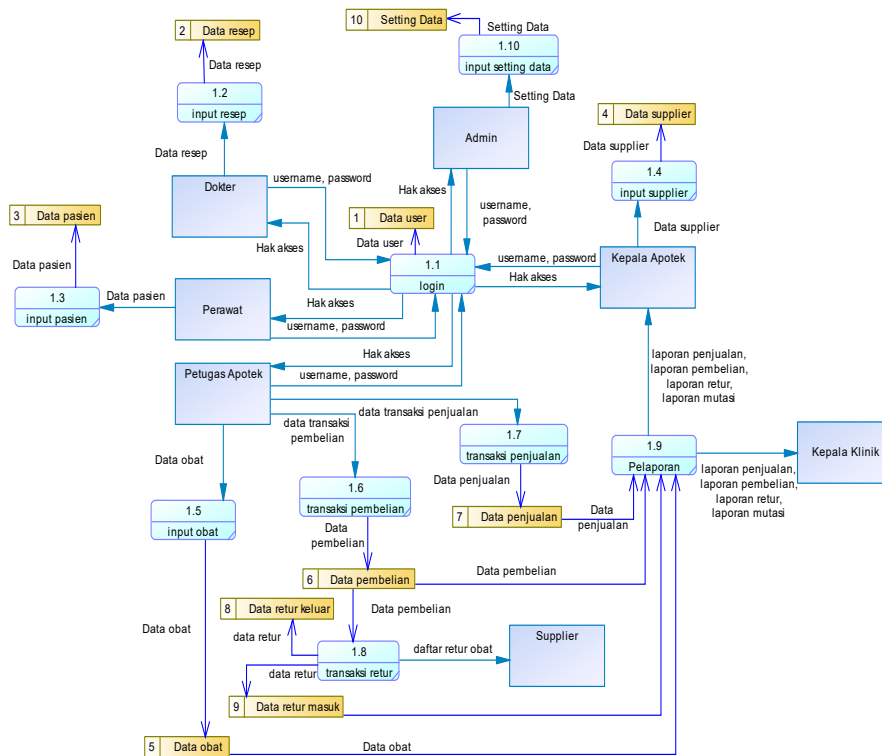 10 Setting Data
Setting Data
2 Data resep
1.10
input setting data
Data resep
1.2
input resep
Setting Data
4 Data supplier
Admin
Data supplier
Data resep
1.4
input supplier
Dokter
username, password
Hak akses
username,
password
3 Data pasien
1 Data user
Data user
Data supplier
Hak akses
Data pasien
1.1
login
username, password
Hak akses
Kepala Apotek
1.3
input pasien
Data pasien
Perawat
Hak akses
username, password
Petugas Apotek
Hak akses
username, password
laporan penjualan,
laporan pembelian,
laporan retur,
laporan mutasi
data transaksi penjualan
data transaksi
pembelian
1.7
transaksi penjualan
1.9
Pelaporan
Kepala Klinik
Data obat
laporan penjualan,
laporan pembelian,
laporan retur,
laporan mutasi
1.6
transaksi pembelian
Data penjualan
1.5
input obat
7 Data penjualan
Data
penjualan
Data
pembelian
6 Data pembelian
Data pembelian
8 Data retur keluar
Data pembelian
Data obat
data retur
1.8
transaksi retur
daftar retur obat
Supplier
data retur
9 Data retur masuk
5 Data obat
Data obat